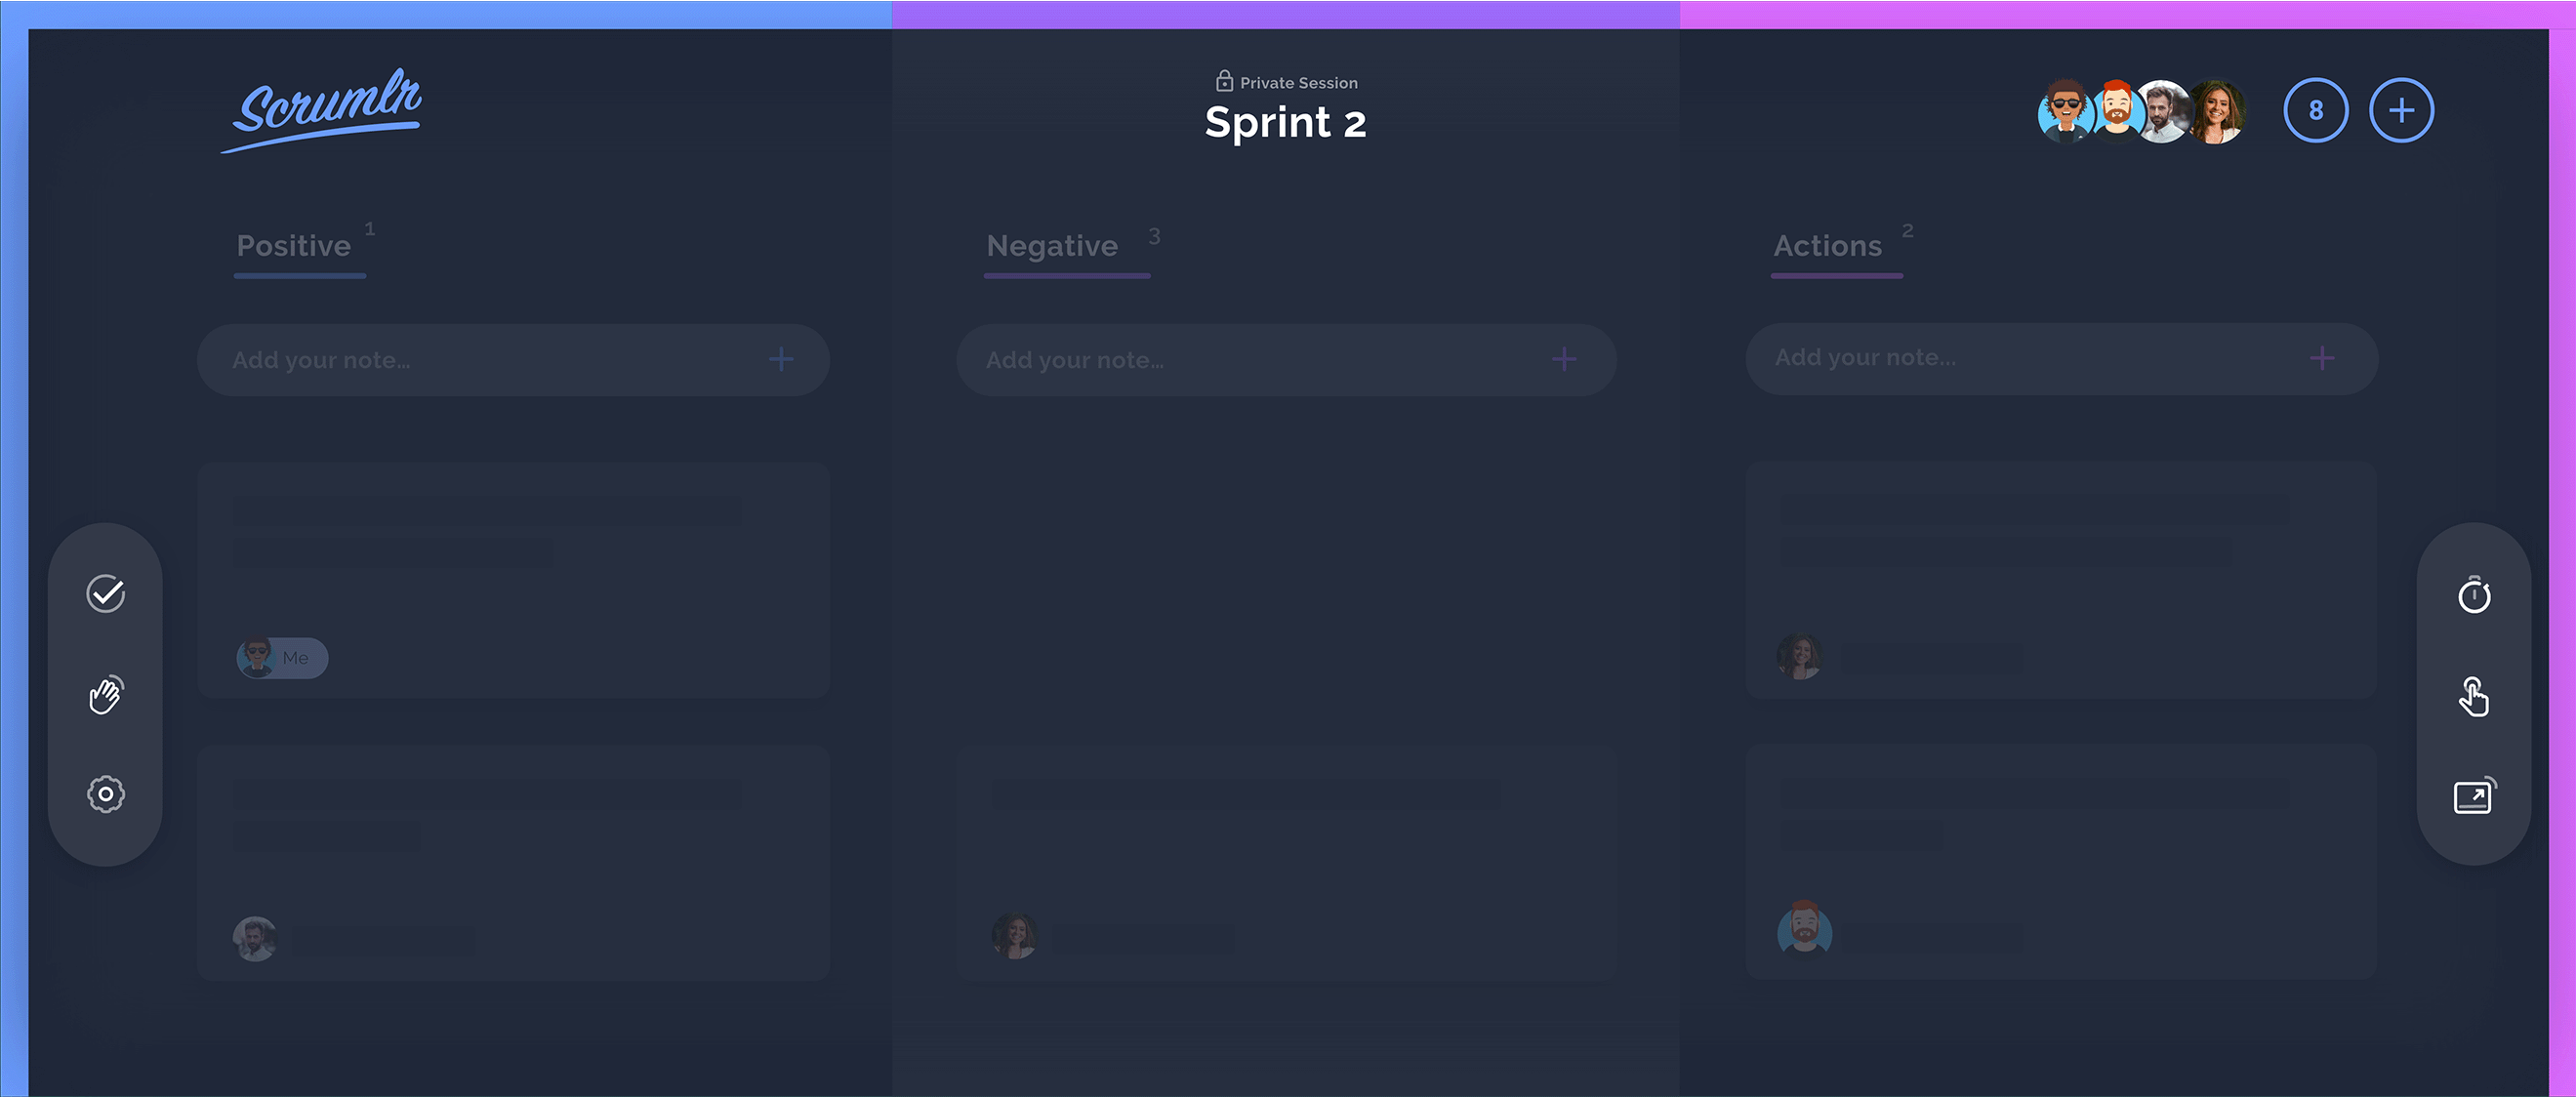 Scrumlr
Private Session
Sprint 2
8
Positive 1
Negative 3
Actions 2
Add your note...
Add your note...
Add your note...
Me